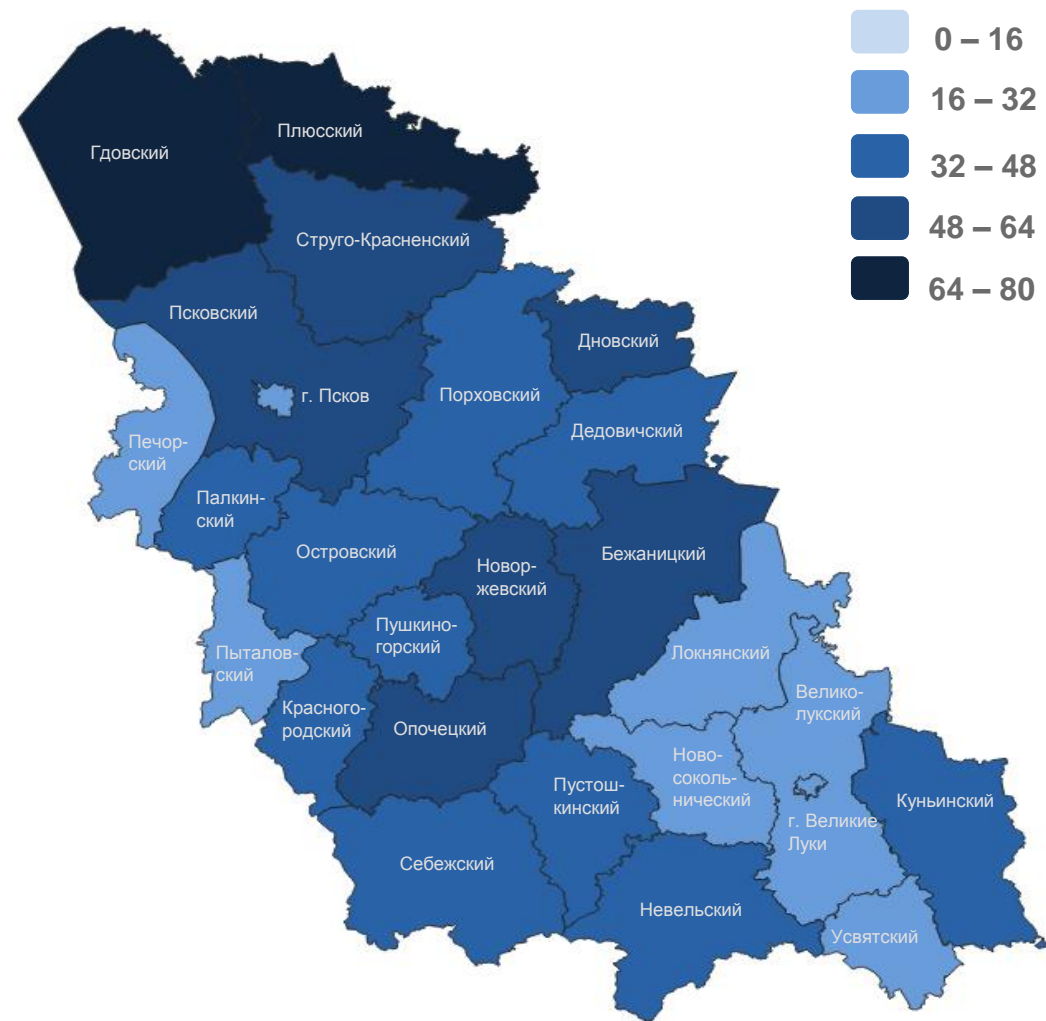 0 – 16
16 – 32
32 – 48
48 – 64
64 – 80
Плюсский
Гдовский
Струго-Красненский
Псковский
Дновский
г. Псков
Порховский
Дедовичский
Печор-
ский
Палкин-
ский
Островский
Бежаницкий
Новор-
жевский
Пушкино-
горский
Пыталов-
ский
Локнянский
Велико-
лукский
Красного-
родский
Опочецкий
Ново-
соколь-
нический
Пустош-
кинский
Куньинский
г. Великие
Луки
Себежский
Невельский
Усвятский